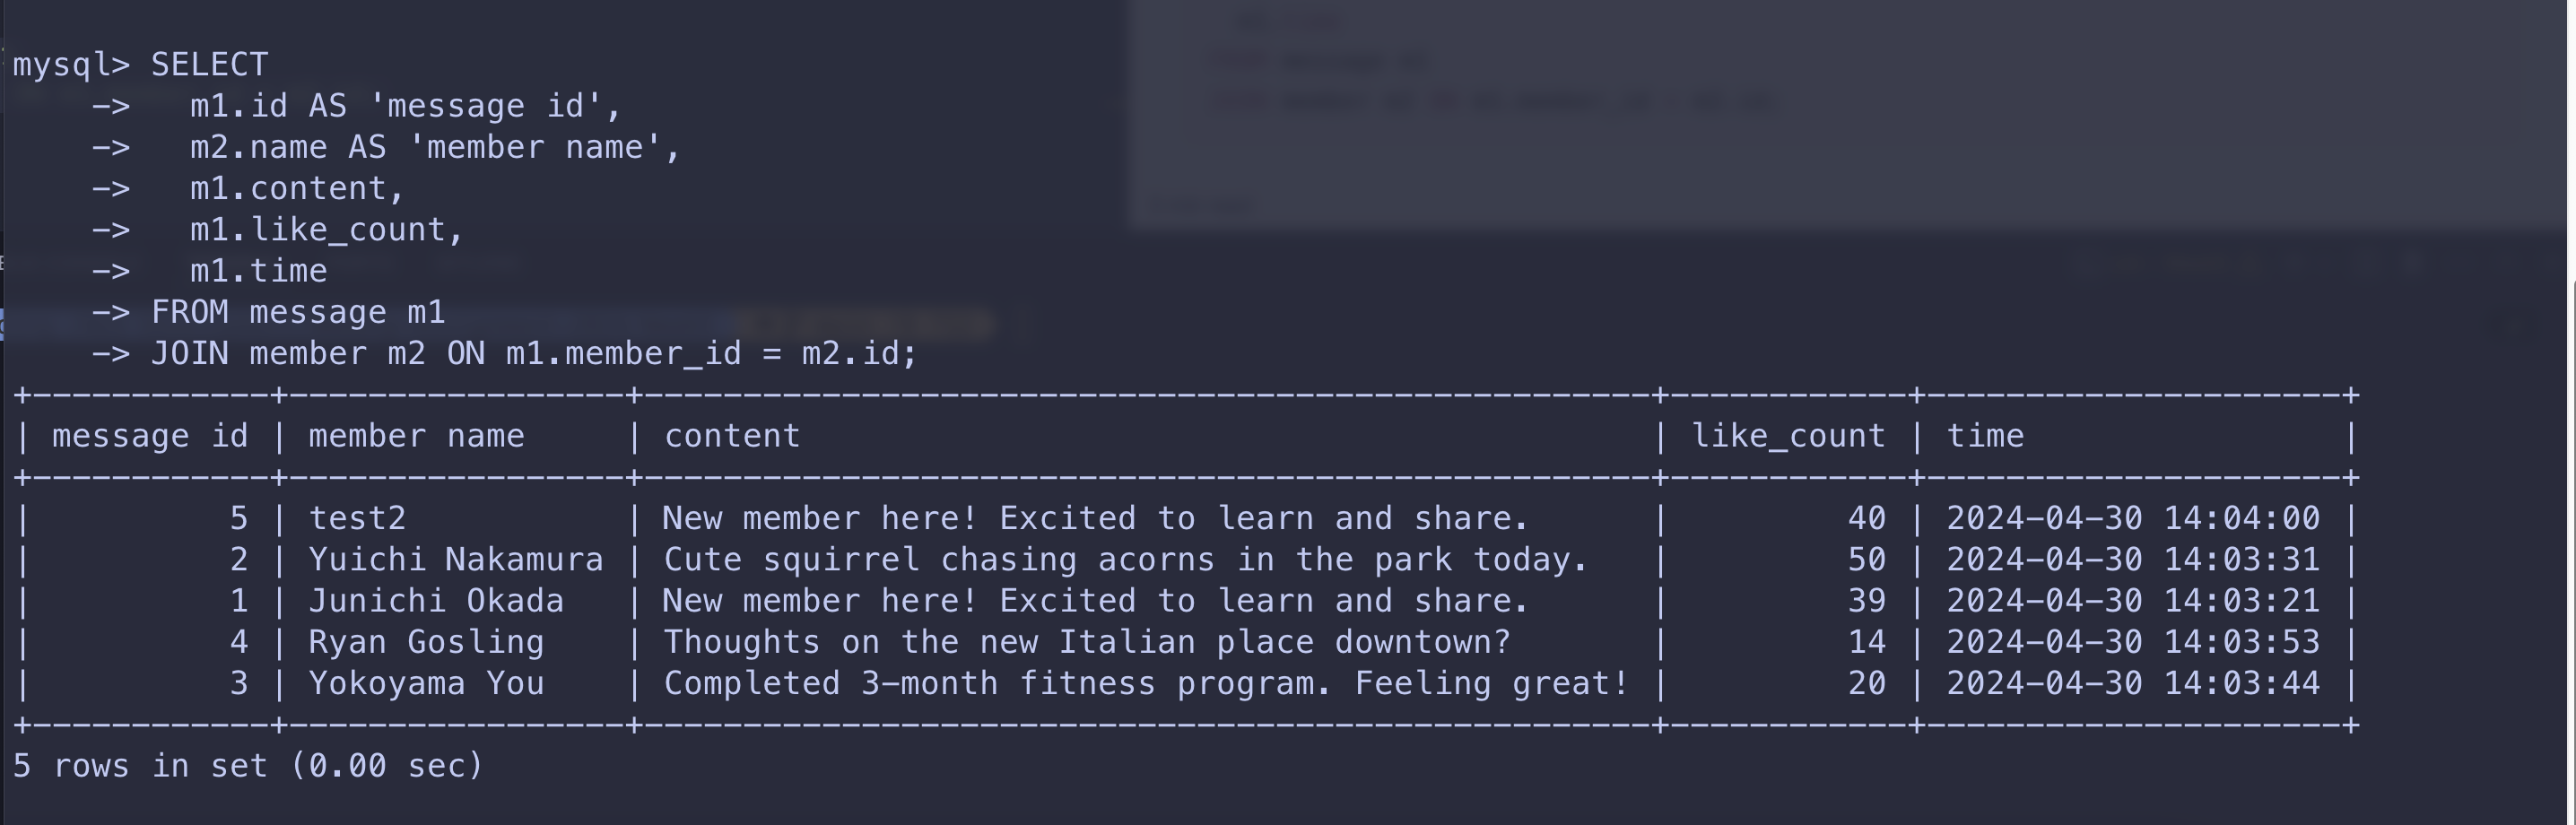 mysql> SELECT
    ->   m1.id AS 'message id',
    ->   m2.name AS 'member name',
    ->   m1.content,
    ->   m1.like_count,
    ->   m1.time
    -> FROM message m1
    -> JOIN member m2 ON m1.member_id = m2.id;
+------------+-----------------+---------------------------------------------------+------------+---------------------+
| message id | member name     | content                                           | like_count | time                |
+------------+-----------------+---------------------------------------------------+------------+---------------------+
|          5 | test2           | New member here! Excited to learn and share.      |         40 | 2024-04-30 14:04:00 |
|          2 | Yuichi Nakamura | Cute squirrel chasing acorns in the park today.   |         50 | 2024-04-30 14:03:31 |
|          1 | Junichi Okada   | New member here! Excited to learn and share.      |         39 | 2024-04-30 14:03:21 |
|          4 | Ryan Gosling    | Thoughts on the new Italian place downtown?       |         14 | 2024-04-30 14:03:53 |
|          3 | Yokoyama You    | Completed 3-month fitness program. Feeling great! |         20 | 2024-04-30 14:03:44 |
+------------+-----------------+---------------------------------------------------+------------+---------------------+
5 rows in set (0.00 sec)